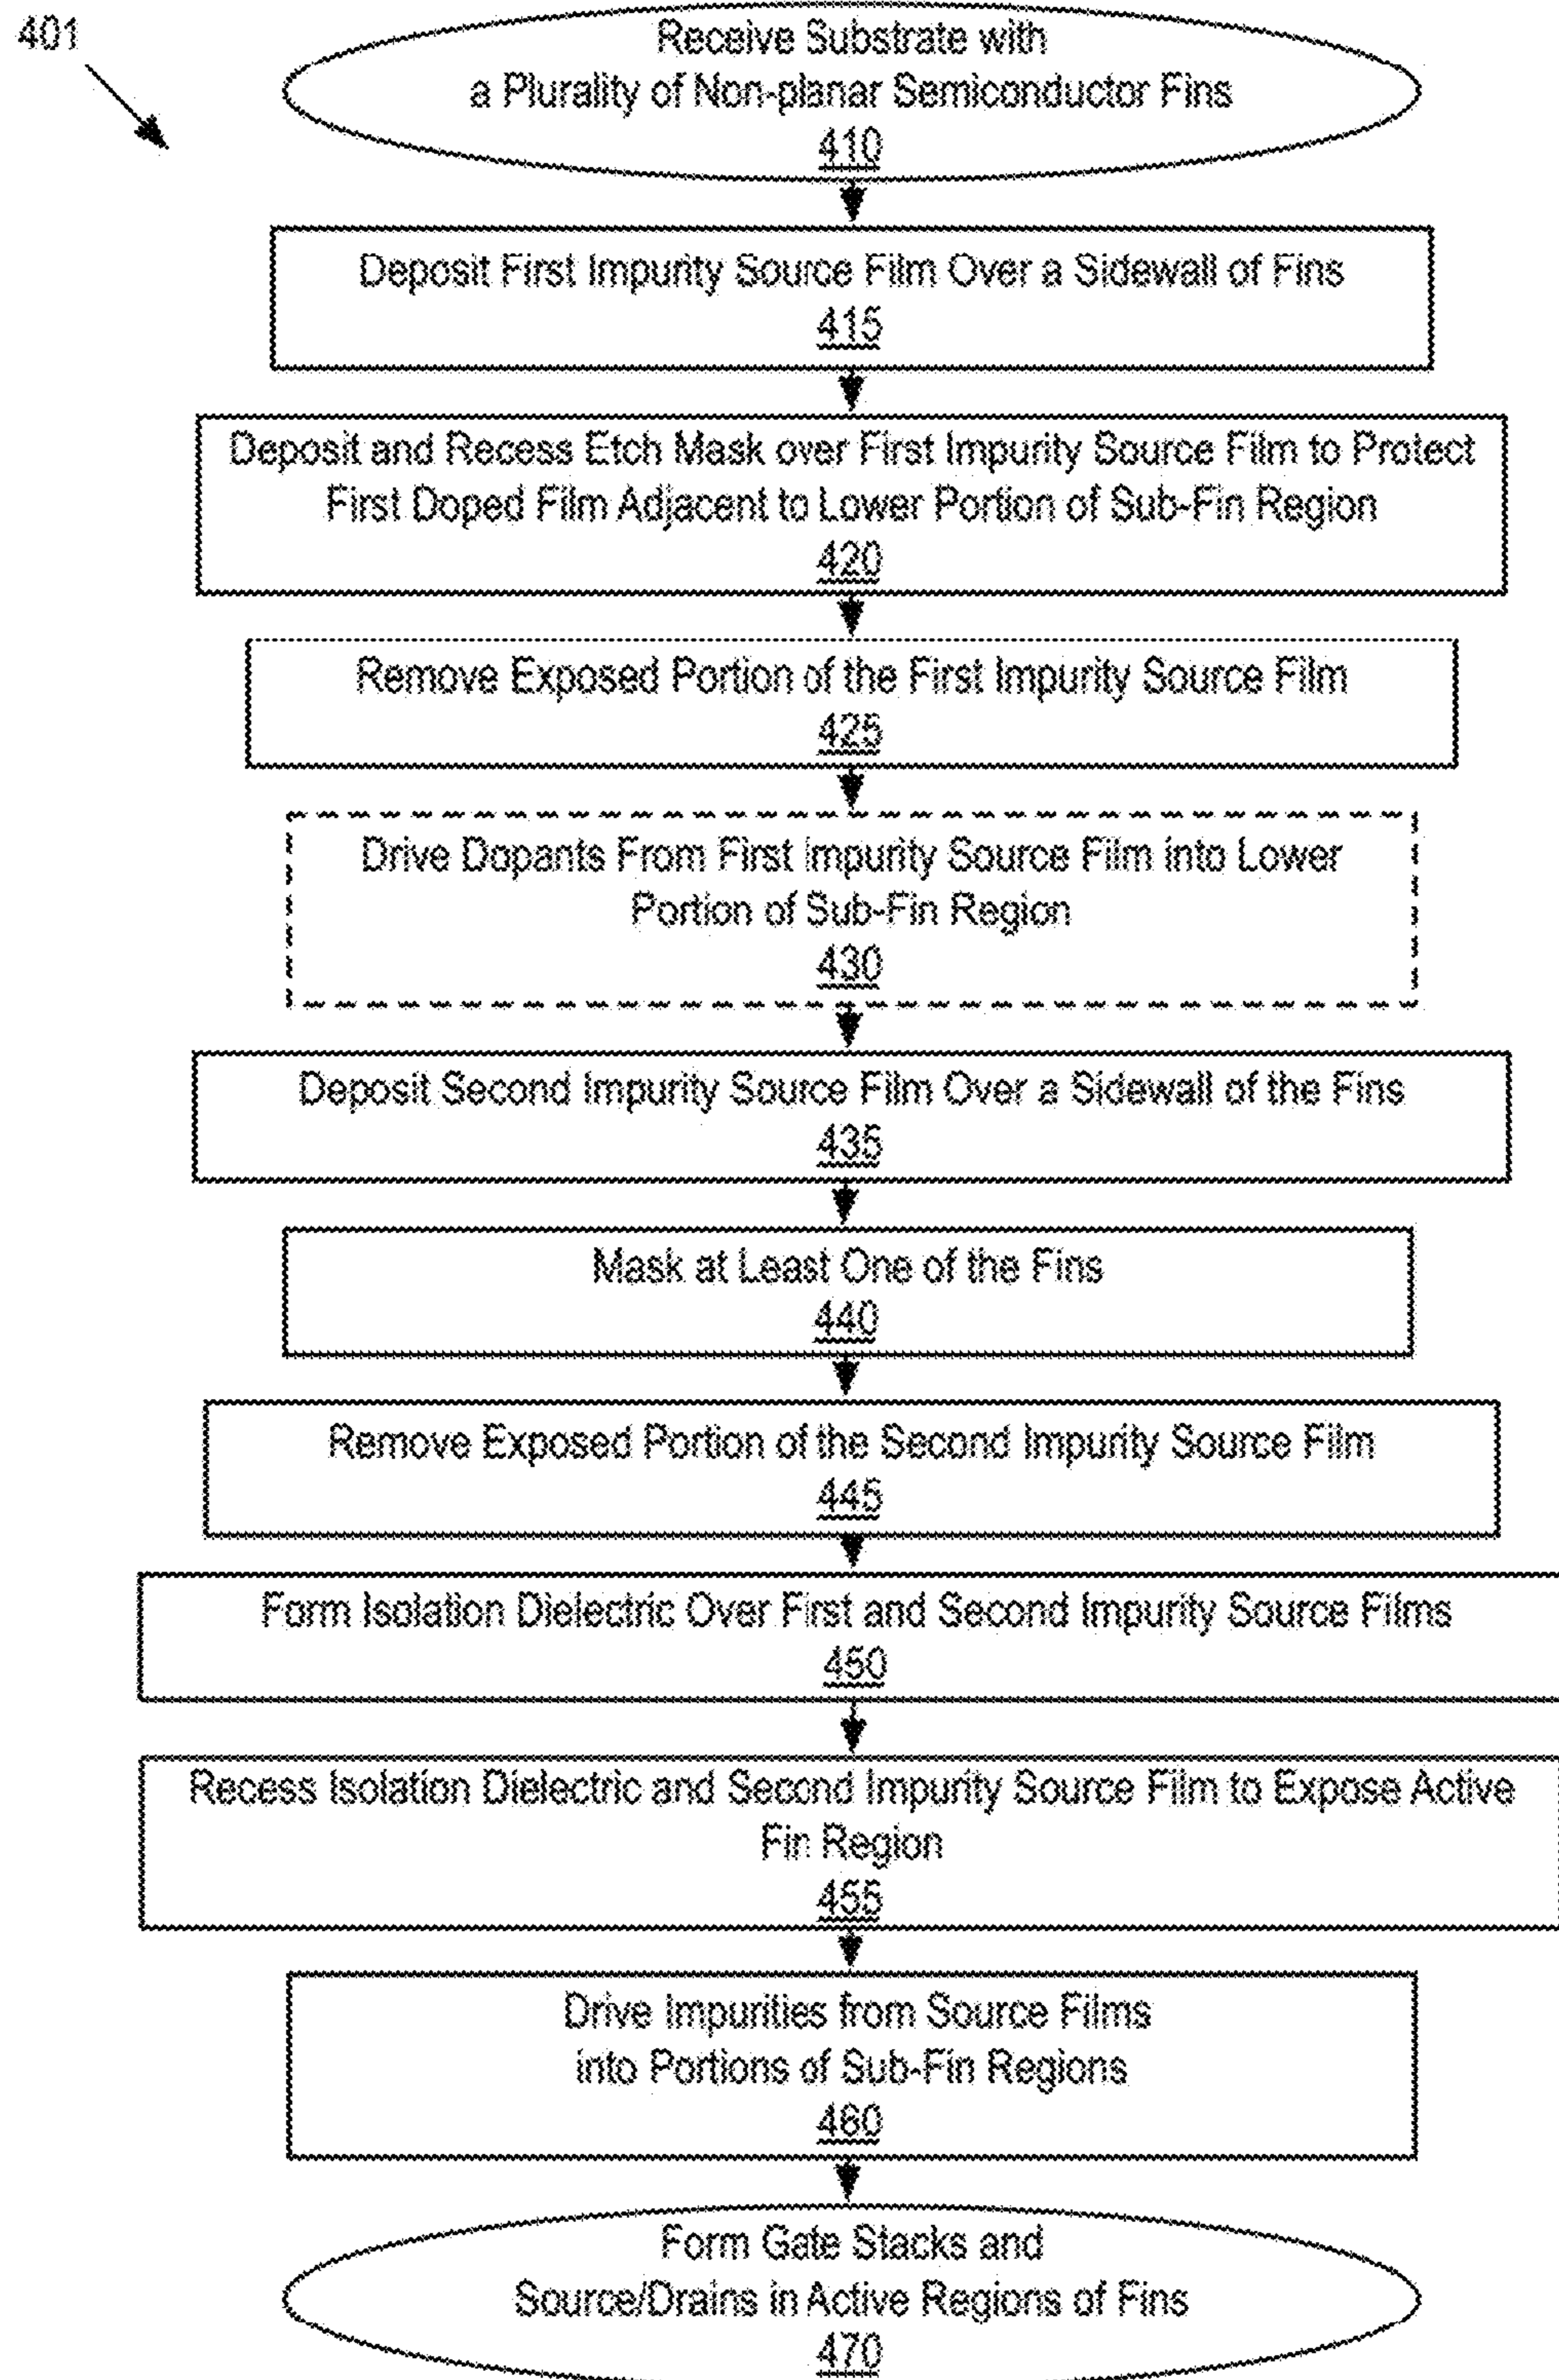 401
Receive Substrate with
a Plurality of Non-planar Semiconductor Fins
410
Deposit First Impurity Source Film Over a Sidewall of Fins
415
Deposit and Recess Etch Mask over First Impurity Source Film to Protect
First Doped Film Adjacent to Lower Portion of Sub-Fin Region
420
Remove Exposed Portion of the First Impurity Source Film
425
Drive Dopants From First Impurity Source Film into Lower
Portion of Sub-Fin Region
430
Deposit Second Impurity Source Film Over a Sidewall of the Fins
435
Mask at Least One of the Fins
440
Remove Exposed Portion of the Second Impurity Source Film
445
Form Isolation Dielectric Over First and Second Impurity Source Films
450
Recess Isolation Dielectric and Second Impurity Source Film to Expose Active
Fin Region
455
Drive Impurities from Source Films
into Portions of Sub-Fin Regions
460
Form Gate Stacks and
Source/Drains in Active Regions of Fins
470